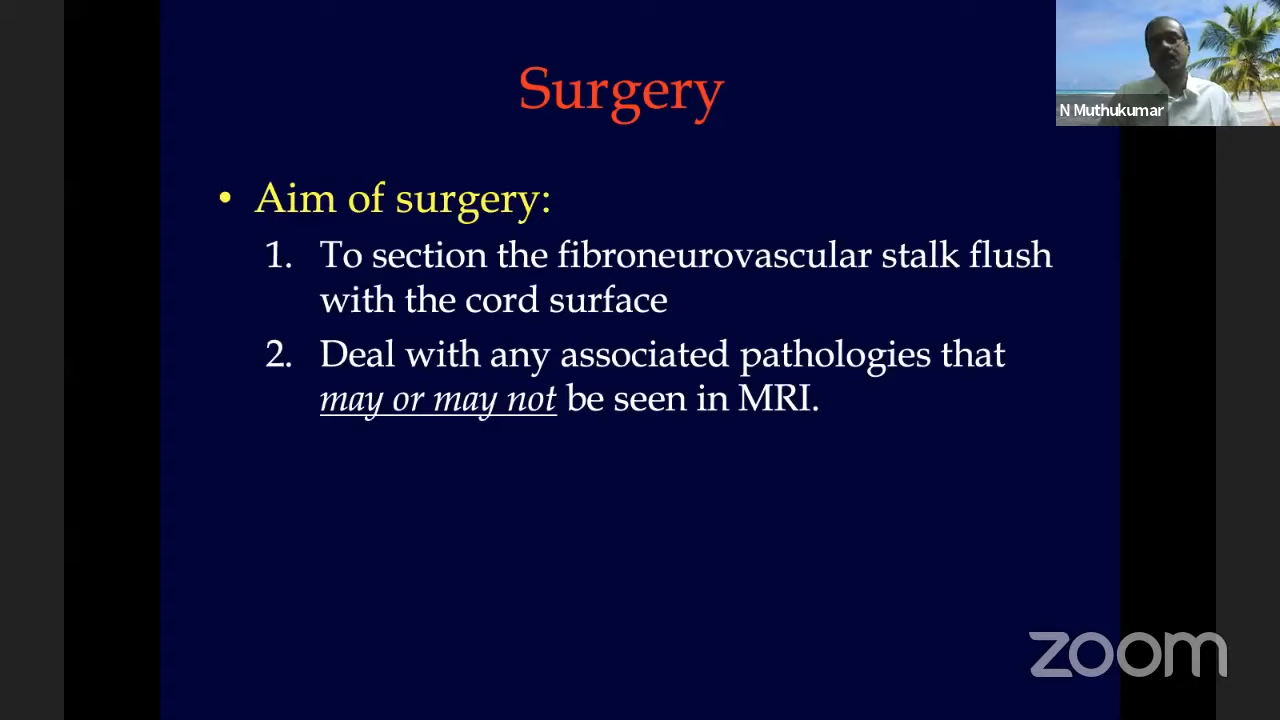 Surgery
N Muthukumar
• Aim of surgery:
1. To section the fibroneurovascular stalk flush
with the cord surface
2. Deal with any associated pathologies that
may or may not be seen in MRI.
zoom